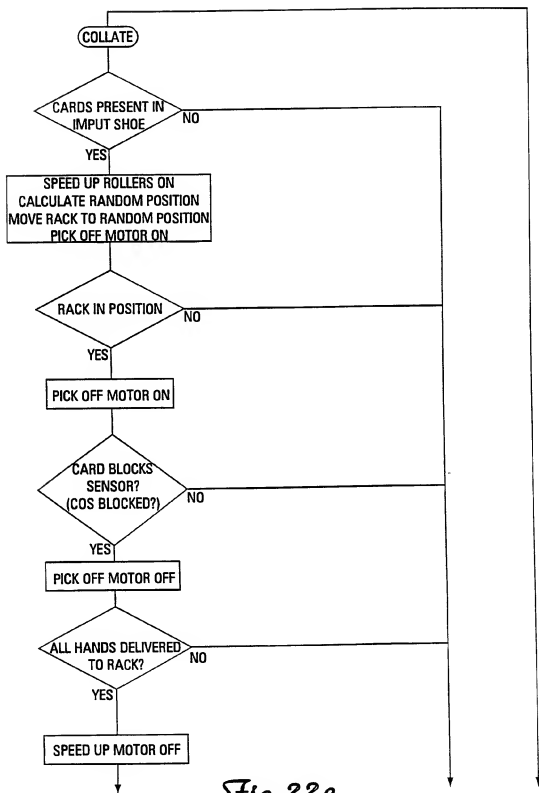 COLLATE
CARDS PRESENT IN
IMPUT SHOE
NO
YES
SPEED UP ROLLERS ON
CALCULATE RANDOM POSITION
MOVE RACK TO RANDOM POSITION
PICK OFF MOTOR ON
RACK IN POSITION
NO
YES
PICK OFF MOTOR ON
CARD BLOCKS
SENSOR?
(COS BLOCKED?)
NO
YES
PICK OFF MOTOR OFF
ALL HANDS DELIVERED
TO RACK?
NO
YES
SPEED UP MOTOR OFF